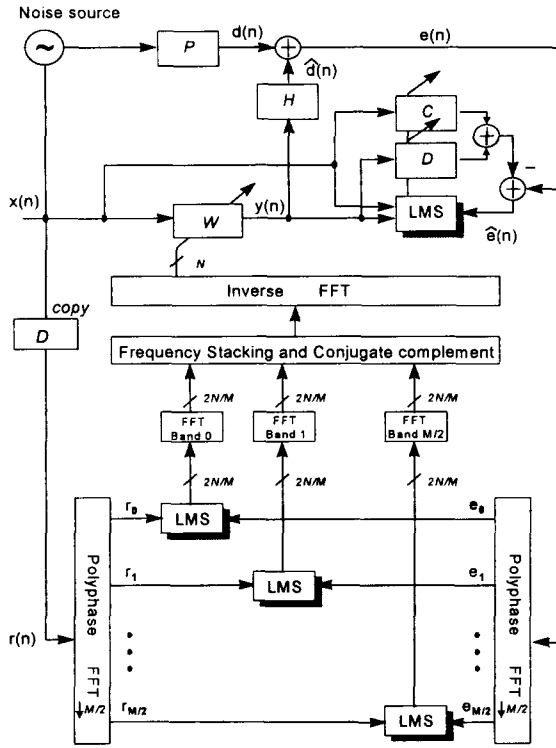 Noise source
~
P
d(n)
+
e(n)
d̂(n)
H
C
D
+
−
+
x(n)
W
y(n)
LMS
ê(n)
N
Inverse FFT
copy
D
Frequency Stacking and Conjugate complement
2N/M
2N/M
2N/M
FFT
Band 0
FFT
Band 1
FFT
Band M/2
2N/M
2N/M
2N/M
r0
LMS
e0
r1
LMS
e1
Polyphase FFT
↓M/2
Polyphase FFT
↓M/2
r(n)
rM/2
LMS
eM/2